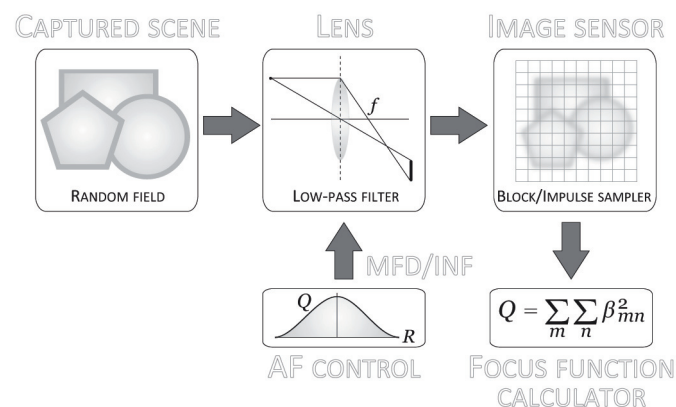 CAPTURED SCENE
LENS
IMAGE SENSOR
f
RANDOM FIELD
LOW-PASS FILTER
BLOCK/IMPULSE SAMPLER
MFD/INF
Q
R
Q = ∑ ∑ β²mn
m n
AF CONTROL
FOCUS FUNCTION
CALCULATOR